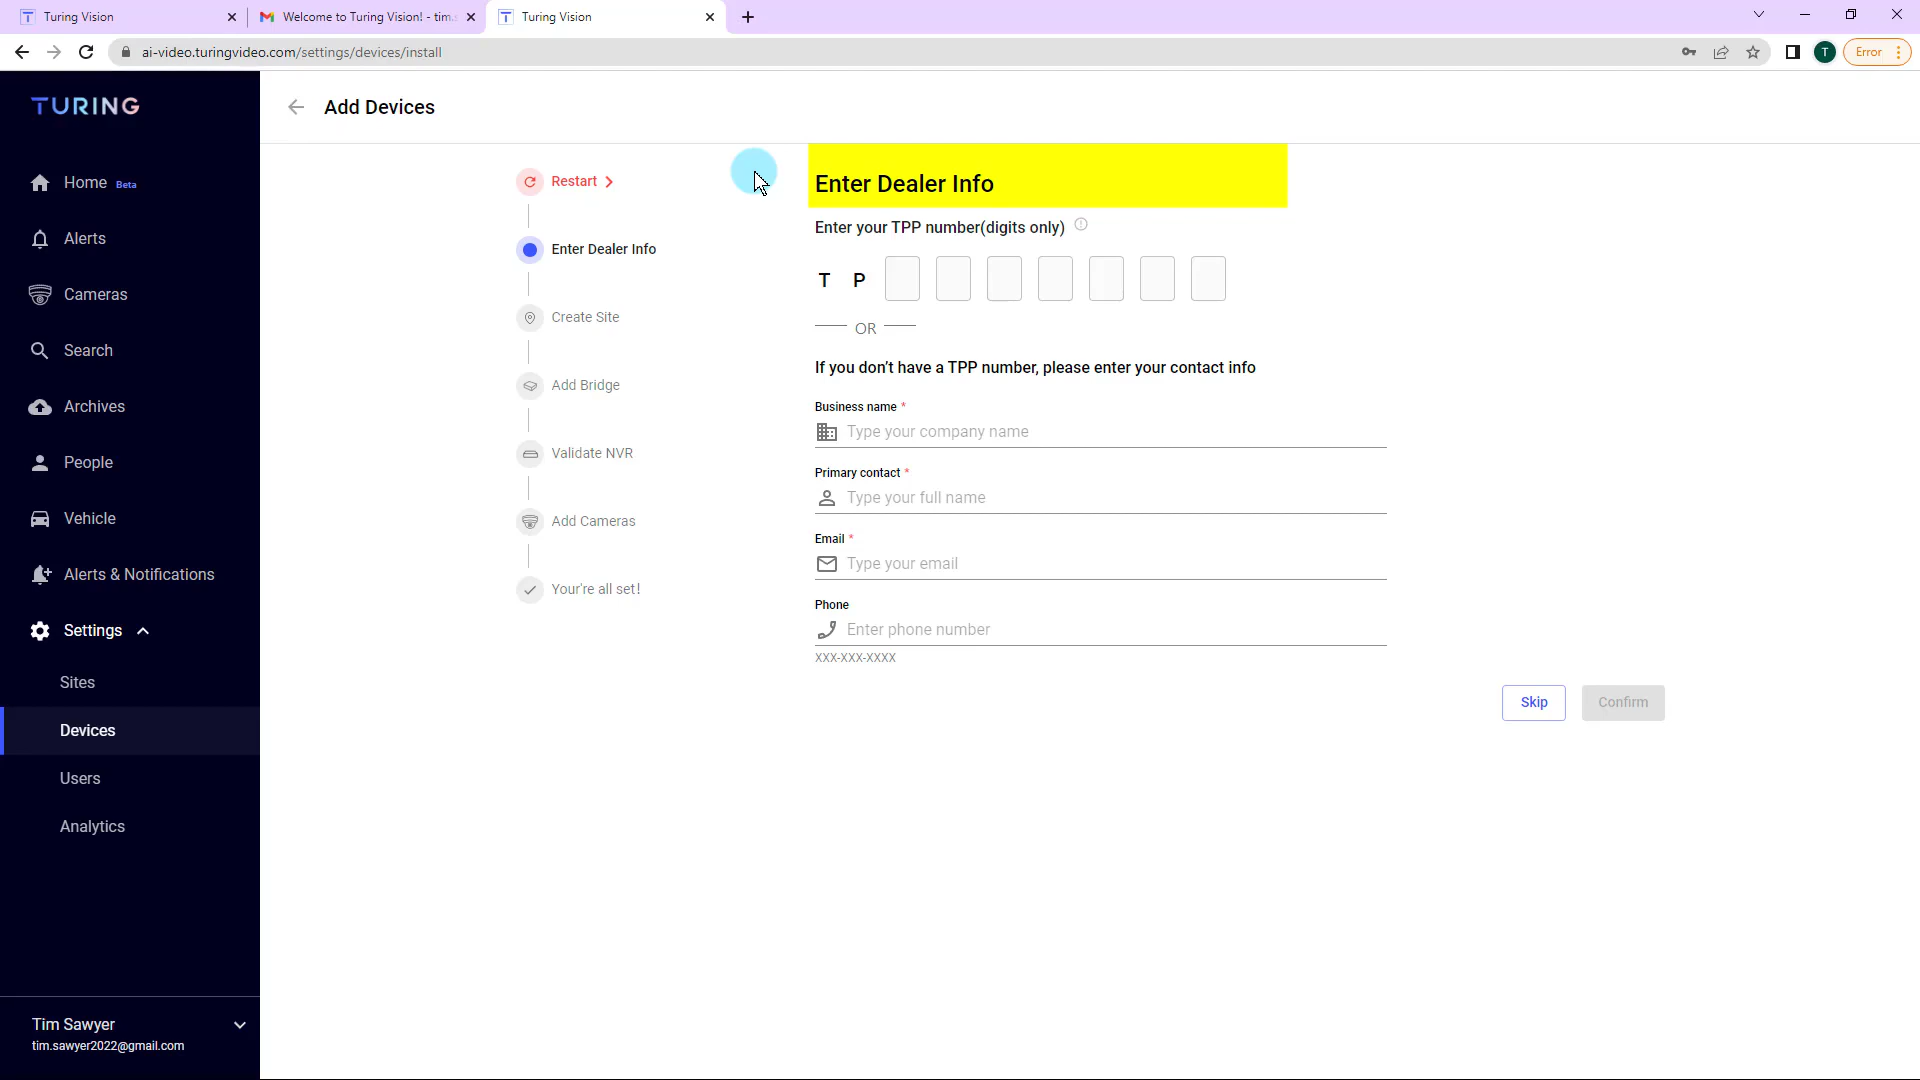 Turing Vision
Welcome to Turing Vision! - tim.s
Turing Vision
ai-video.turingvideo.com/settings/devices/install
T
Error
TURING
Home Beta
Alerts
Cameras
Search
Archives
People
Vehicle
Alerts & Notifications
Settings
Sites
Devices
Users
Analytics
Tim Sawyer
tim.sawyer2022@gmail.com
Add Devices
Restart
Enter Dealer Info
Create Site
Add Bridge
Validate NVR
Add Cameras
Your're all set!
Enter Dealer Info
Enter your TPP number(digits only)
T P
OR
If you don't have a TPP number, please enter your contact info
Business name *
Type your company name
Primary contact *
Type your full name
Email *
Type your email
Phone
Enter phone number
XXX-XXX-XXXX
Skip Confirm